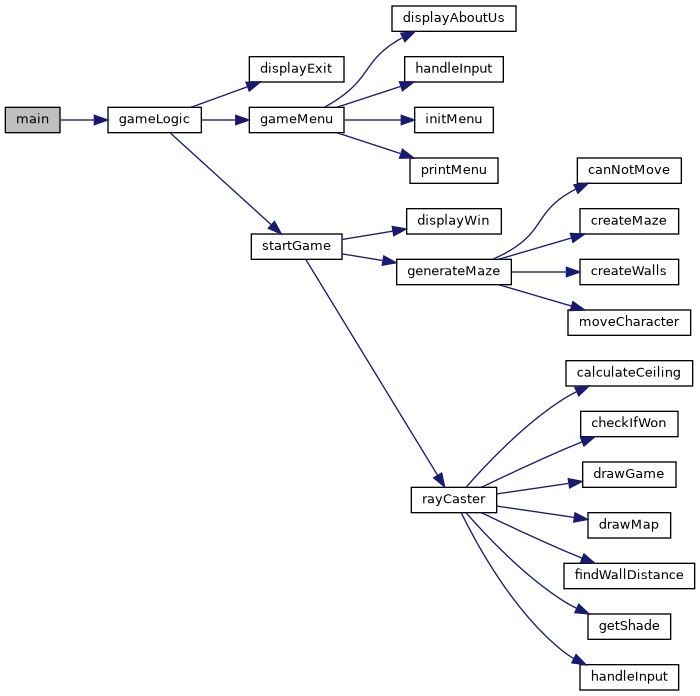 displayAboutUs
displayExit
handleInput
main
gameLogic
gameMenu
initMenu
printMenu
canNotMove
displayWin
createMaze
startGame
generateMaze
createWalls
moveCharacter
calculateCeiling
checkIfWon
drawGame
rayCaster
drawMap
findWallDistance
getShade
handleInput